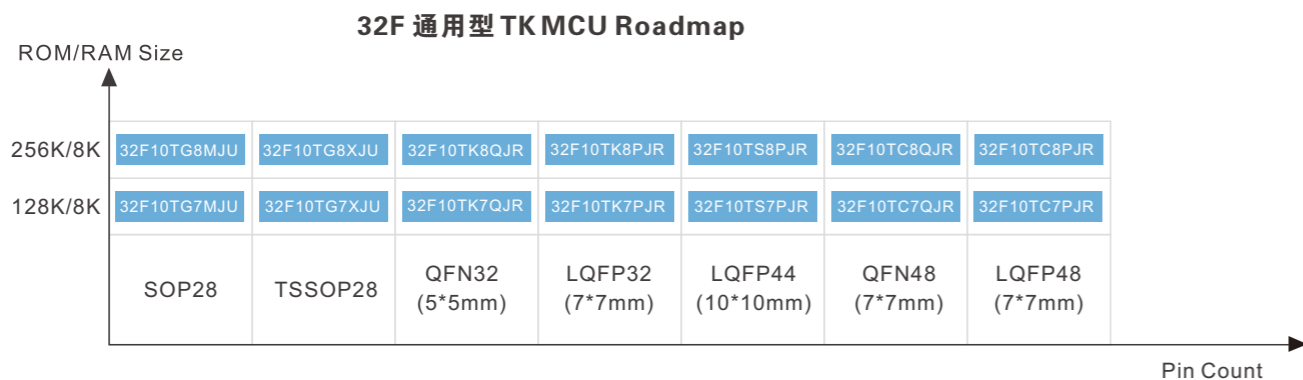 32F 通用型 TK MCU Roadmap
ROM/RAM Size
256K/8K 32F10TG8MJU 32F10TG8XJU 32F10TK8QJR 32F10TK8PJR 32F10TS8PJR 32F10TC8QJR 32F10TC8PJR
128K/8K 32F10TG7MJU 32F10TG7XJU 32F10TK7QJR 32F10TK7PJR 32F10TS7PJR 32F10TC7QJR 32F10TC7PJR
SOP28 TSSOP28 QFN32 LQFP32 LQFP44 QFN48 LQFP48
(5*5mm) (7*7mm) (10*10mm) (7*7mm) (7*7mm)
Pin Count